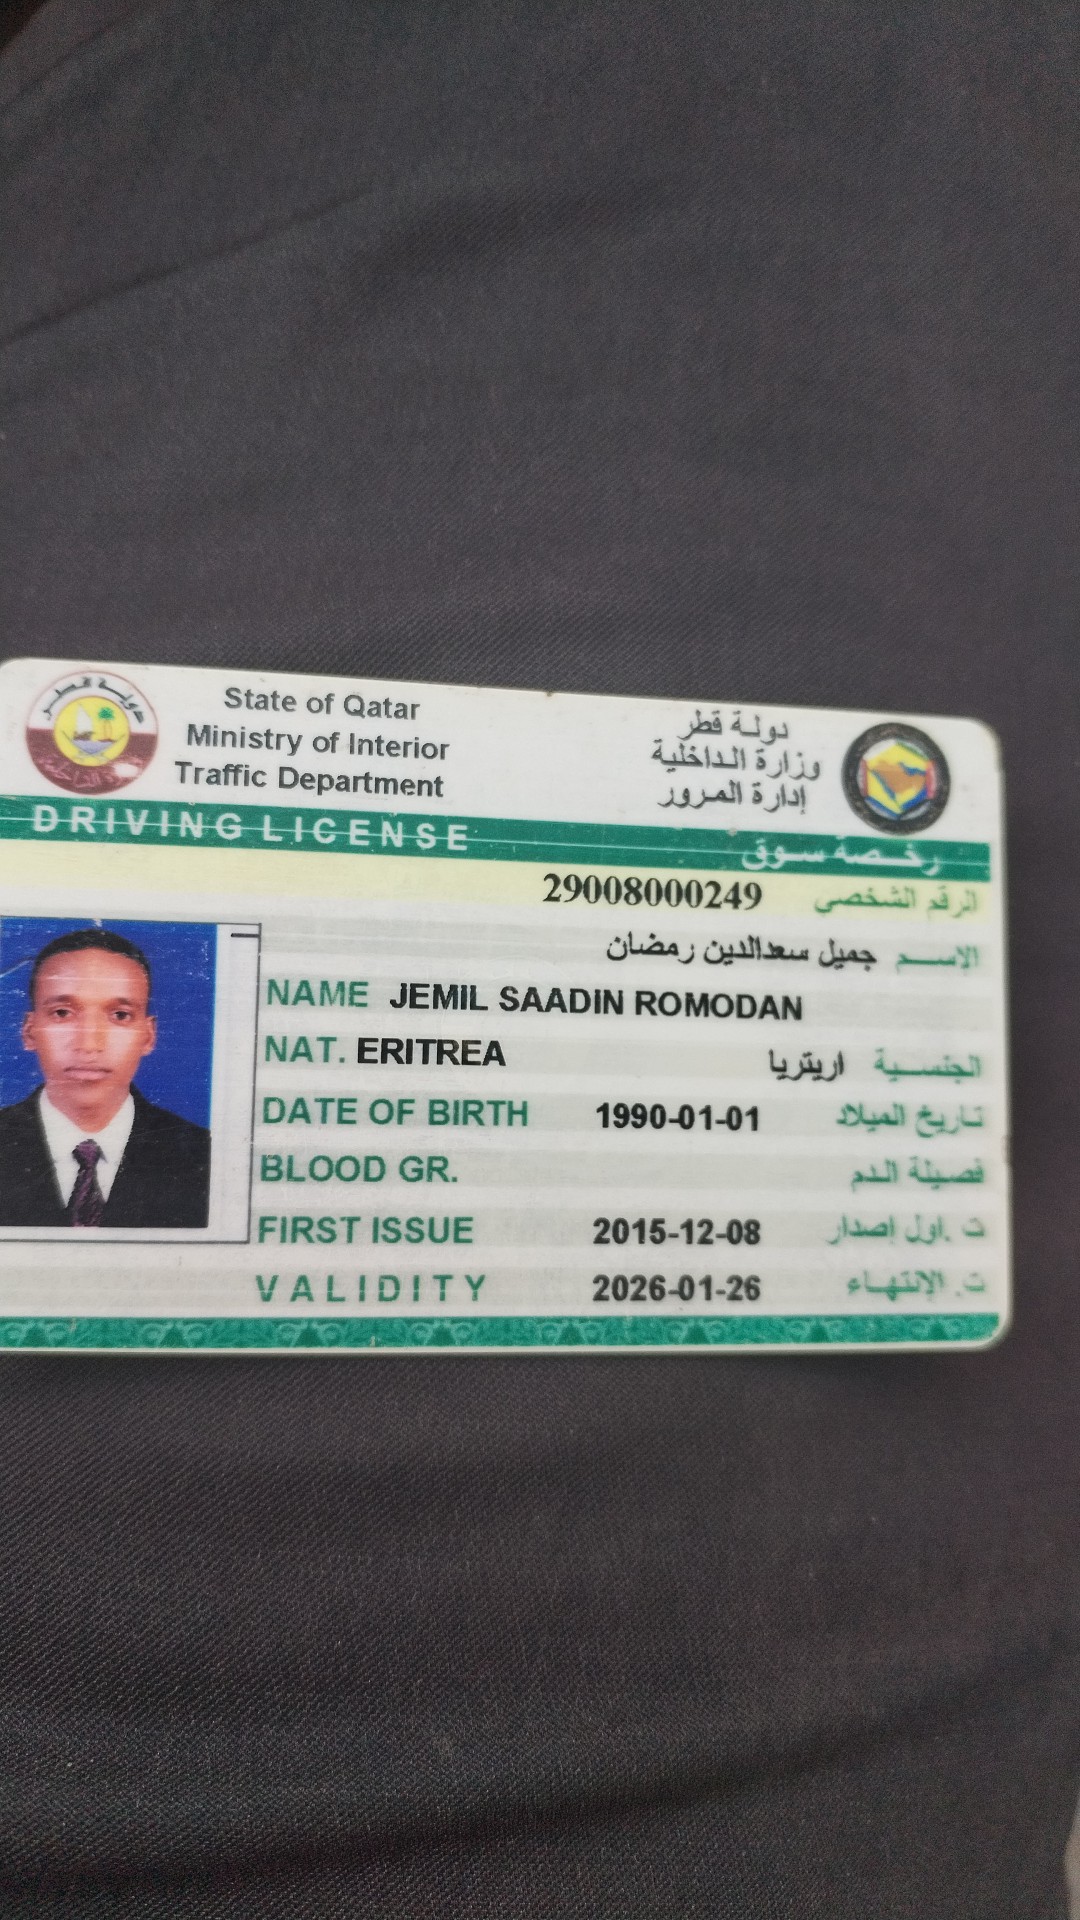 State of Qatar
Ministry of Interior
Traffic Department
دولة قطر
وزارة الداخلية
إدارة المرور
دولة قطر
DRIVING LICENSE رخصة سوق
29008000249 الرقم الشخصي
الاسم جميل سعدالدين رمضان
NAME JEMIL SAADIN ROMODAN
NAT. ERITREA الجنسية اريتريا
DATE OF BIRTH 1990-01-01 تاريخ الميلاد
BLOOD GR. فصيلة الدم
FIRST ISSUE 2015-12-08 ت .اول إصدار
VALIDITY 2026-01-26 ت. الإنتهاء